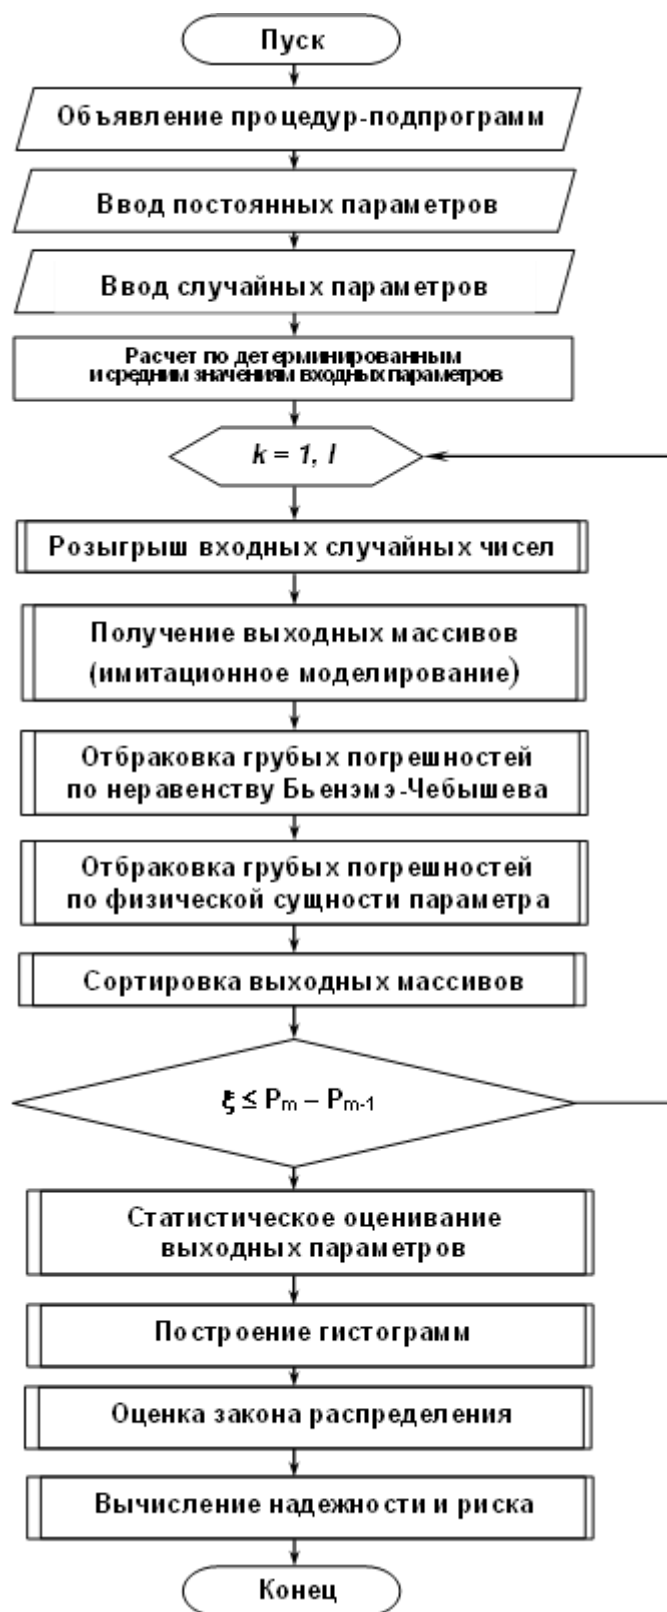 Пуск
Объявление процедур-подпрограмм
Ввод постоянных параметров
Ввод случайных параметров
Расчет по детерминированным
и средним значениям входных параметров
k = 1, l
Розыгрыш входных случайных чисел
Получение выходных массивов
(имитационное моделирование)
Отбраковка грубых погрешностей
по неравенству Бьенэмэ-Чебышева
Отбраковка грубых погрешностей
по физической сущности параметра
Сортировка выходных массивов
ξ ≤ Pm – Pm-1
Статистическое оценивание
выходных параметров
Построение гистограмм
Оценка закона распределения
Вычисление надежности и риска
Конец